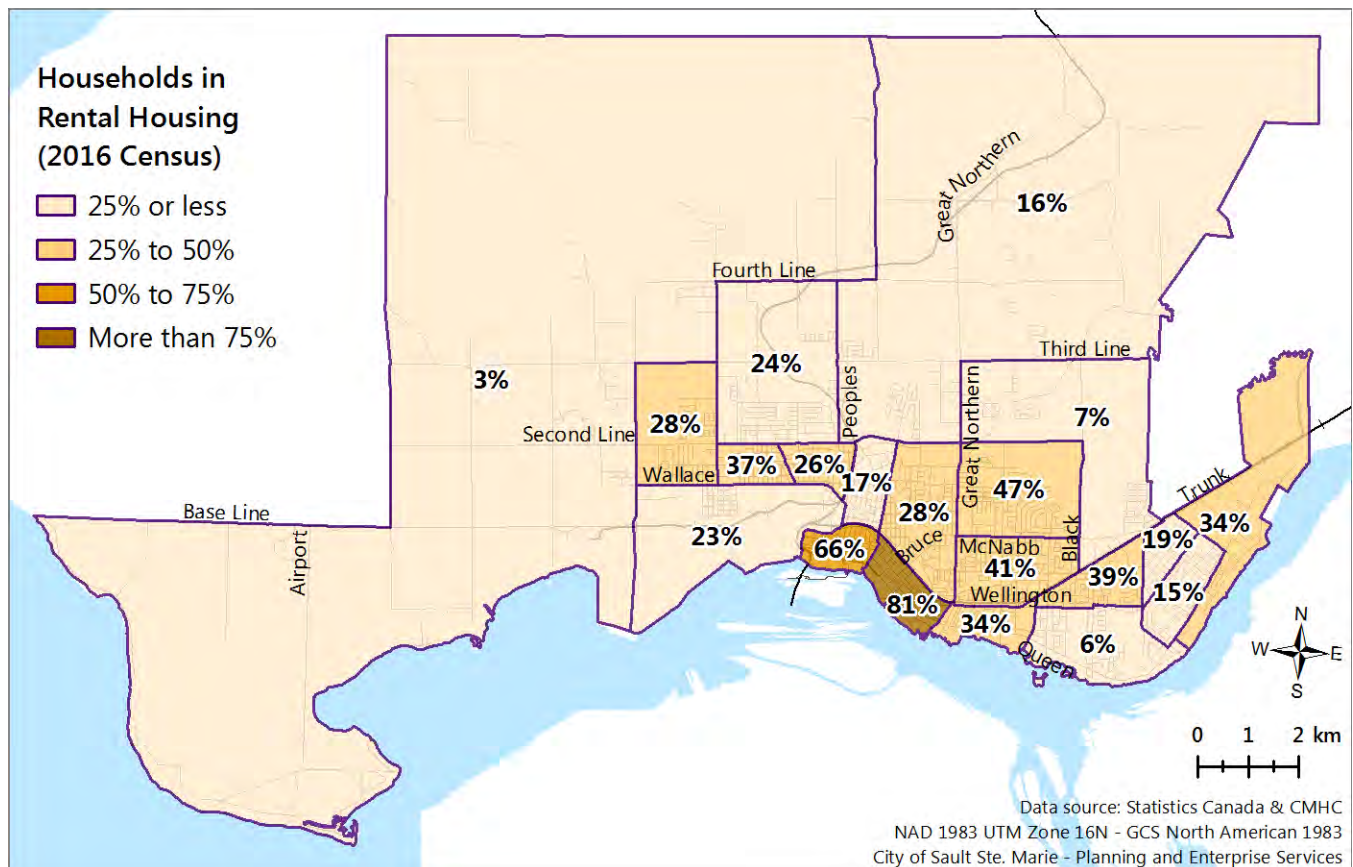 Households in
Rental Housing
(2016 Census)
25% or less
25% to 50%
50% to 75%
More than 75%
Great Northern
16%
Fourth Line
24%
Peoples
Third Line
3%
7%
28%
Second Line
Great Northern
Wallace
37%
26%
17%
47%
Trunk
Base Line
28%
34%
23%
Airport
66%
Bruce
McNabb
Black
19%
41%
39%
Wellington
15%
81%
34%
Queen
6%
N
W
E
S
0 1 2 km
Data source: Statistics Canada & CMHC
NAD 1983 UTM Zone 16N - GCS North American 1983
City of Sault Ste. Marie - Planning and Enterprise Services